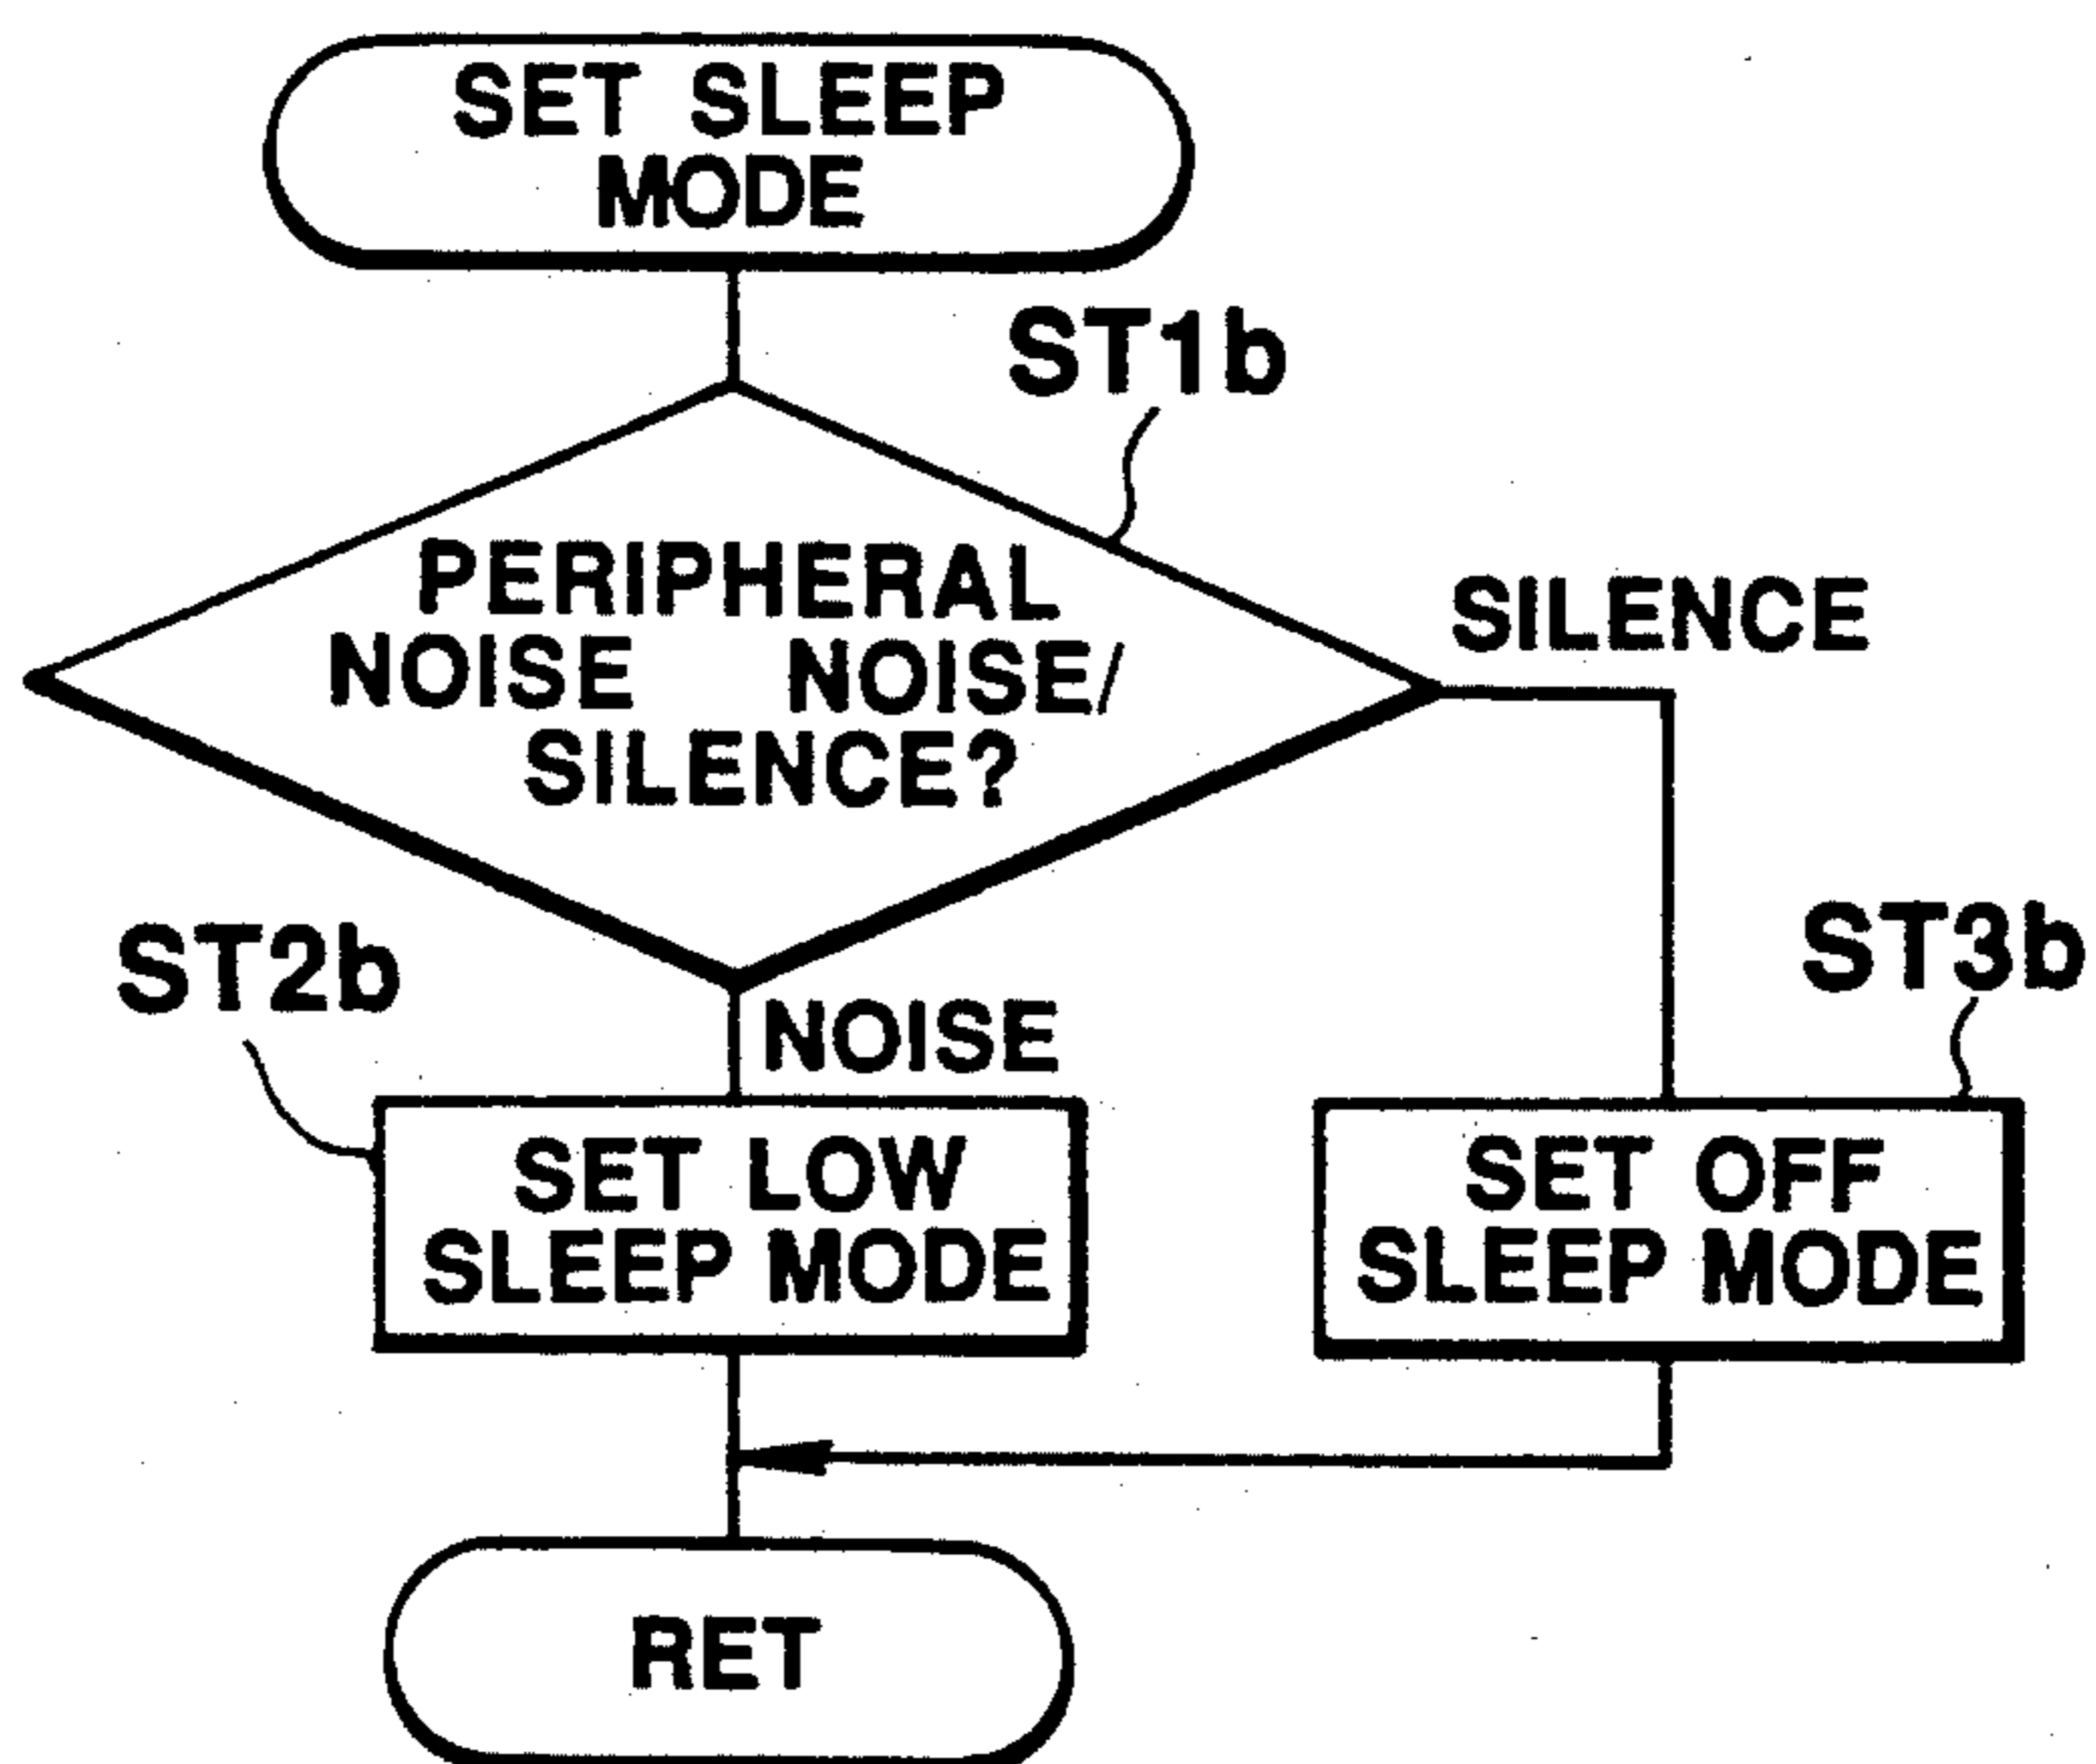 SET SLEEP
MODE
ST1b
PERIPHERAL
NOISE NOISE/
SILENCE?
SILENCE
ST2b
NOISE
ST3b
SET LOW
SLEEP MODE
SET OFF
SLEEP MODE
RET